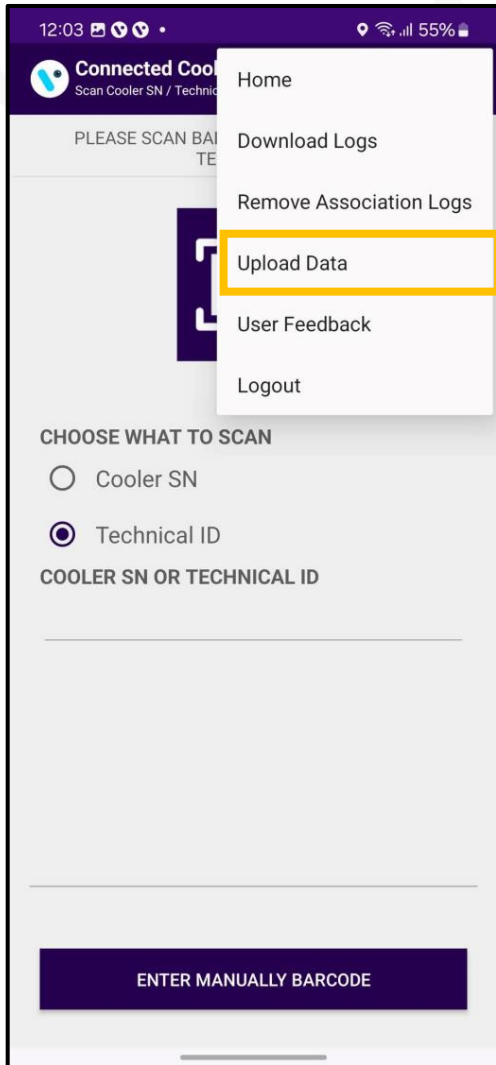 12:03
55%
Connected Cool
Scan Cooler SN / Technic
Home
PLEASE SCAN BA
TE
Download Logs
Remove Association Logs
Upload Data
User Feedback
Logout
CHOOSE WHAT TO SCAN
Cooler SN
Technical ID
COOLER SN OR TECHNICAL ID
ENTER MANUALLY BARCODE